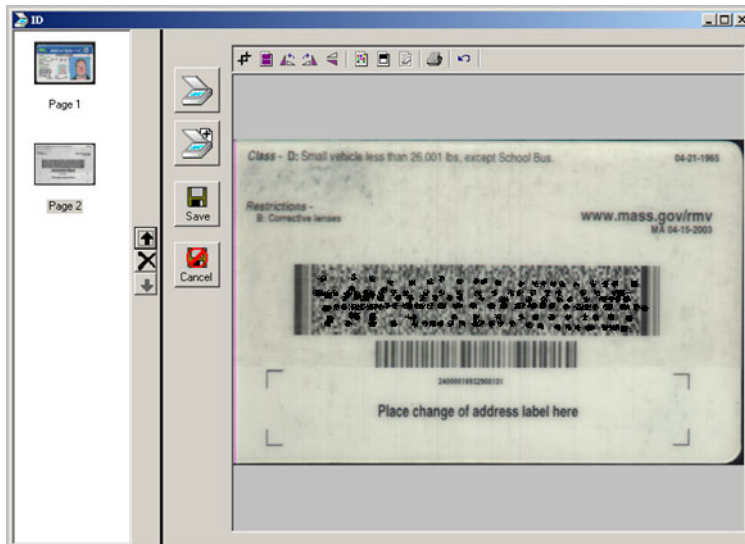 ID
Page 1
Page 2
Save
Cancel
Class - D: Small vehicle less than 26,001 lbs, except School Bus.
04-21-1965
Restrictions -
B: Corrective lenses
www.mass.gov/rmv
MA 04-15-2003
Place change of address label here